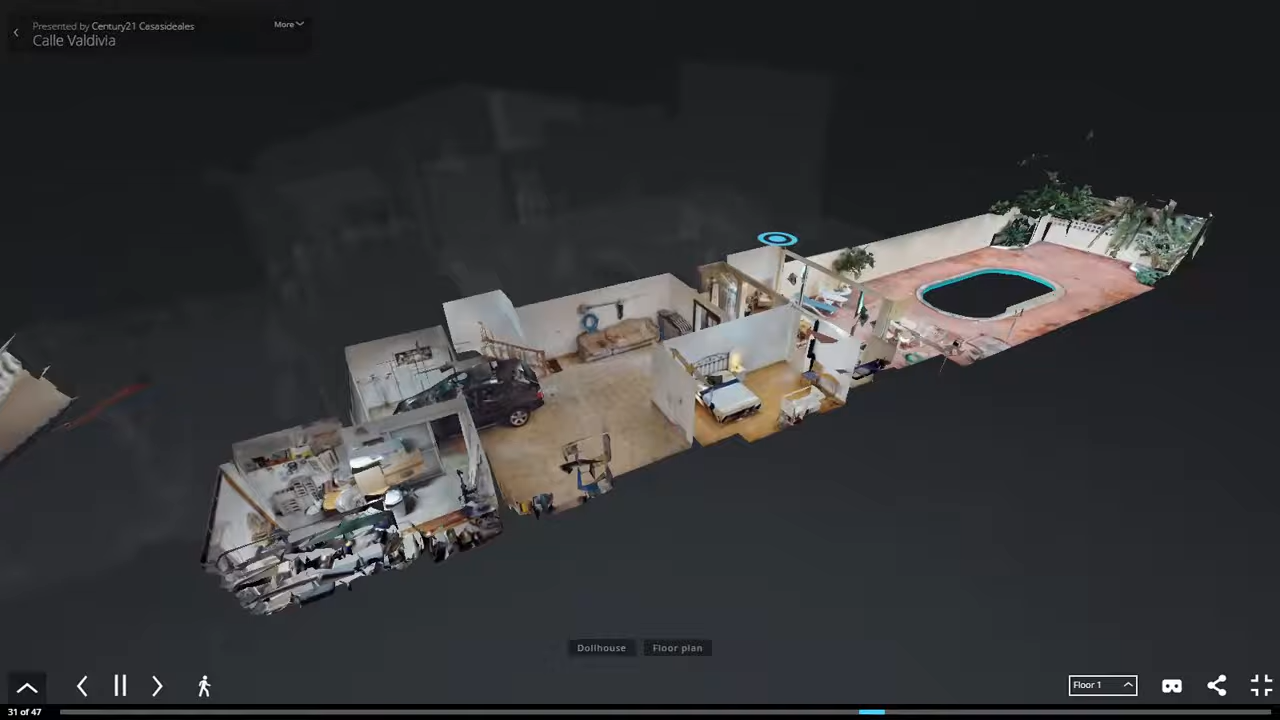 Presented by Century21 Casasideales
More
Calle Valdivia
Dollhouse
Floor plan
Floor 1
31 of 47